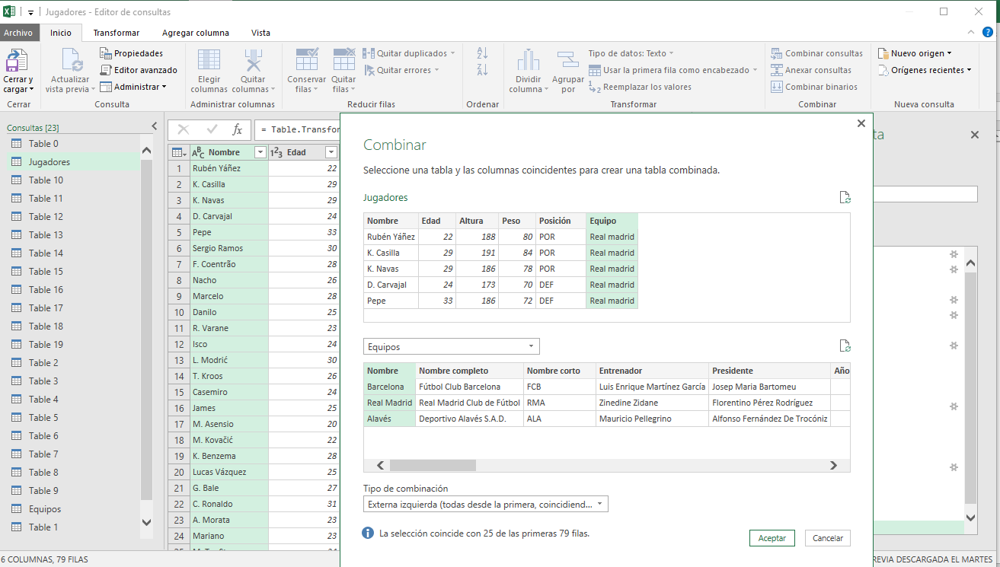 Jugadores - Editor de consultas
Archivo Inicio Transformar Agregar columna Vista
Cerrar y cargar
Cerrar
Actualizar vista previa
Propiedades
Editor avanzado
Administrar
Consulta
Elegir columnas
Quitar columnas
Administrar columnas
Conservar filas
Quitar filas
Quitar duplicados
Quitar errores
Reducir filas
Ordenar
Dividir columna
Agrupar por
Tipo de datos: Texto
Usar la primera fila como encabezado
Reemplazar los valores
Transformar
Combinar consultas
Anexar consultas
Combinar binarios
Combinar
Nuevo origen
Orígenes recientes
Nueva consulta
Consultas [23]
Table 0
Jugadores
Table 10
Table 11
Table 12
Table 13
Table 14
Table 15
Table 16
Table 17
Table 18
Table 19
Table 2
Table 3
Table 4
Table 5
Table 6
Table 7
Table 8
Table 9
Equipos
Table 1
fx = Table.Transfor
Nombre Edad
1 Rubén Yáñez 22
2 K. Casilla 29
3 K. Navas 29
4 D. Carvajal 24
5 Pepe 33
6 Sergio Ramos 30
7 F. Coentrão 28
8 Nacho 26
9 Marcelo 28
10 Danilo 25
11 R. Varane 23
12 Isco 24
13 L. Modrić 30
14 T. Kroos 26
15 Casemiro 24
16 James 25
17 M. Asensio 20
18 M. Kovačić 22
19 K. Benzema 28
20 Lucas Vázquez 25
21 G. Bale 27
22 C. Ronaldo 31
23 A. Morata 23
24 Mariano 23
Combinar
Seleccione una tabla y las columnas coincidentes para crear una tabla combinada.
Jugadores
Nombre Edad Altura Peso Posición Equipo
Rubén Yáñez 22 188 80 POR Real madrid
K. Casilla 29 191 84 POR Real madrid
K. Navas 29 186 78 POR Real madrid
D. Carvajal 24 173 70 DEF Real madrid
Pepe 33 186 72 DEF Real madrid
Equipos
Nombre Nombre completo Nombre corto Entrenador Presidente Año
Barcelona Fútbol Club Barcelona FCB Luis Enrique Martínez García Josep Maria Bartomeu
Real Madrid Real Madrid Club de Fútbol RMA Zinedine Zidane Florentino Pérez Rodríguez
Alavés Deportivo Alavés S.A.D. ALA Mauricio Pellegrino Alfonso Fernández De Trocóniz
Tipo de combinación
Externa izquierda (todas desde la primera, coincidiend...
La selección coincide con 25 de las primeras 79 filas.
Aceptar Cancelar
ta
6 COLUMNAS, 79 FILAS
REVIA DESCARGADA EL MARTES